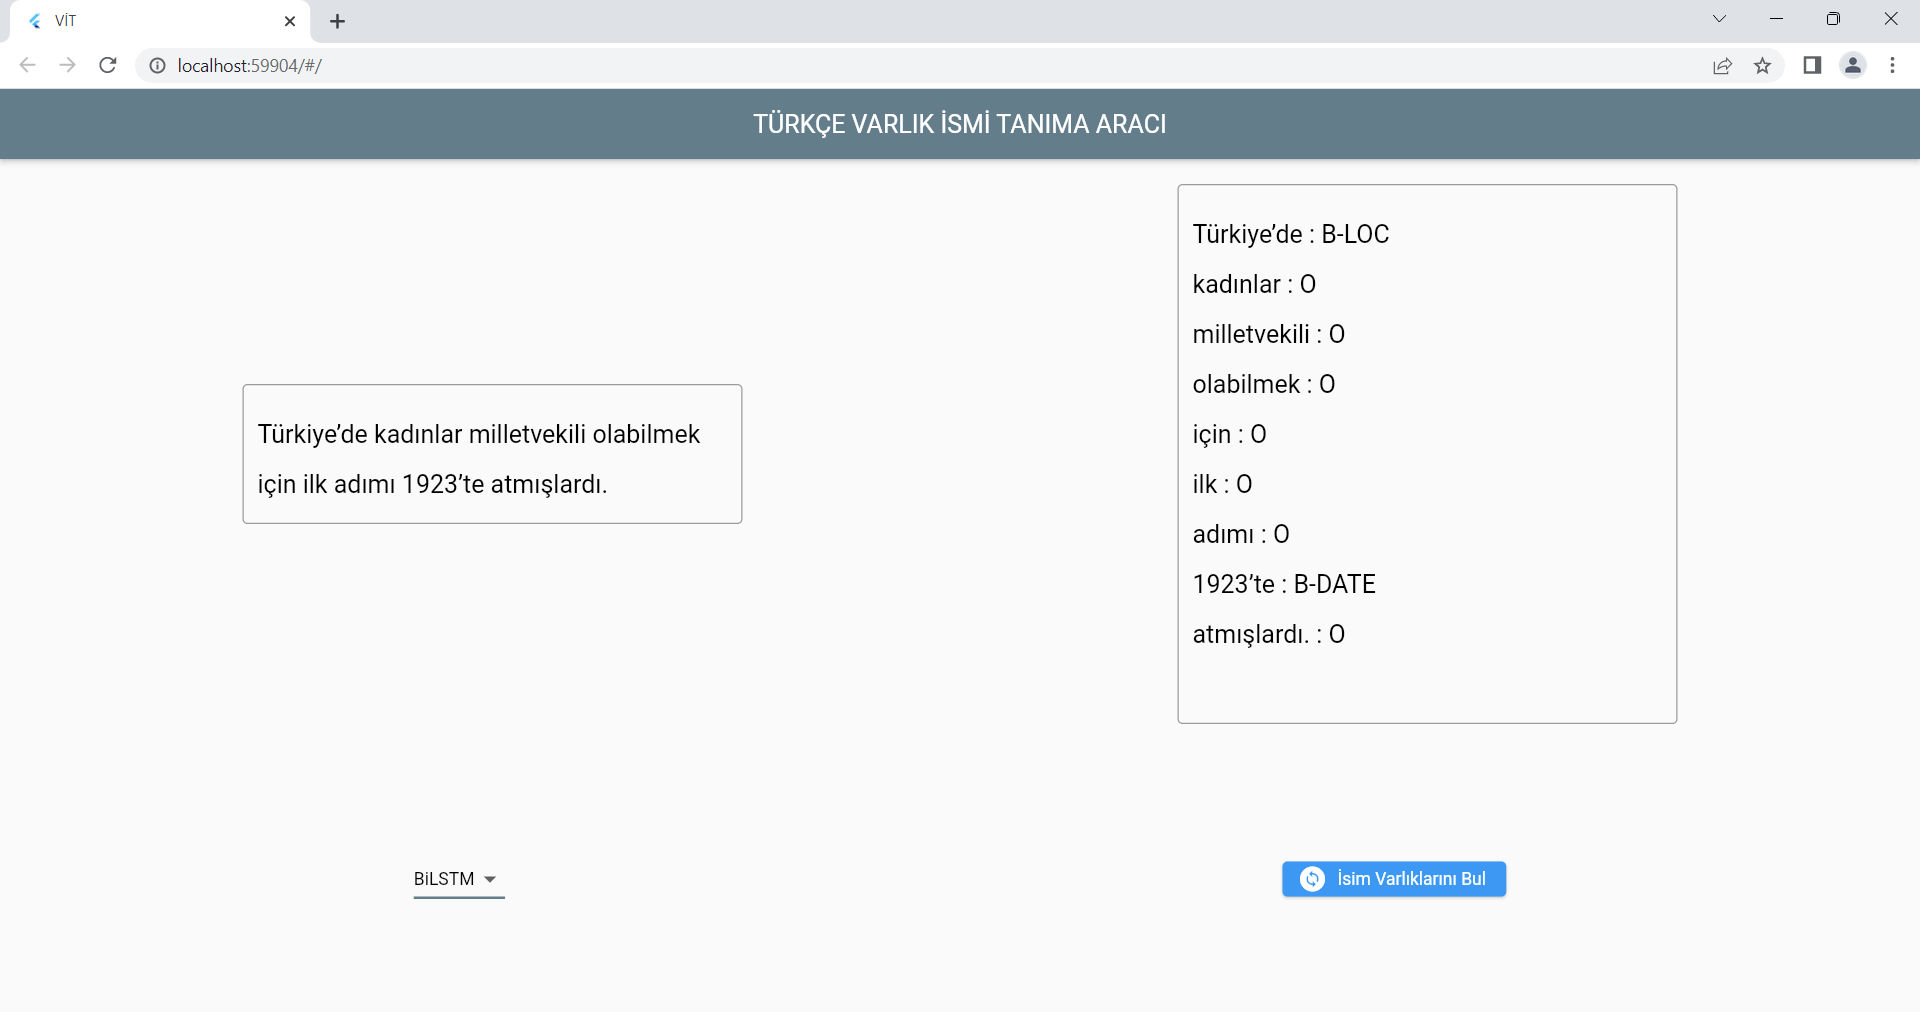 VİT
localhost:59904/#/
TÜRKÇE VARLIK İSMİ TANIMA ARACI
Türkiye’de kadınlar milletvekili olabilmek
için ilk adımı 1923’te atmışlardı.
Türkiye’de : B-LOC
kadınlar : O
milletvekili : O
olabilmek : O
için : O
ilk : O
adımı : O
1923’te : B-DATE
atmışlardı. : O
BiLSTM
İsim Varlıklarını Bul